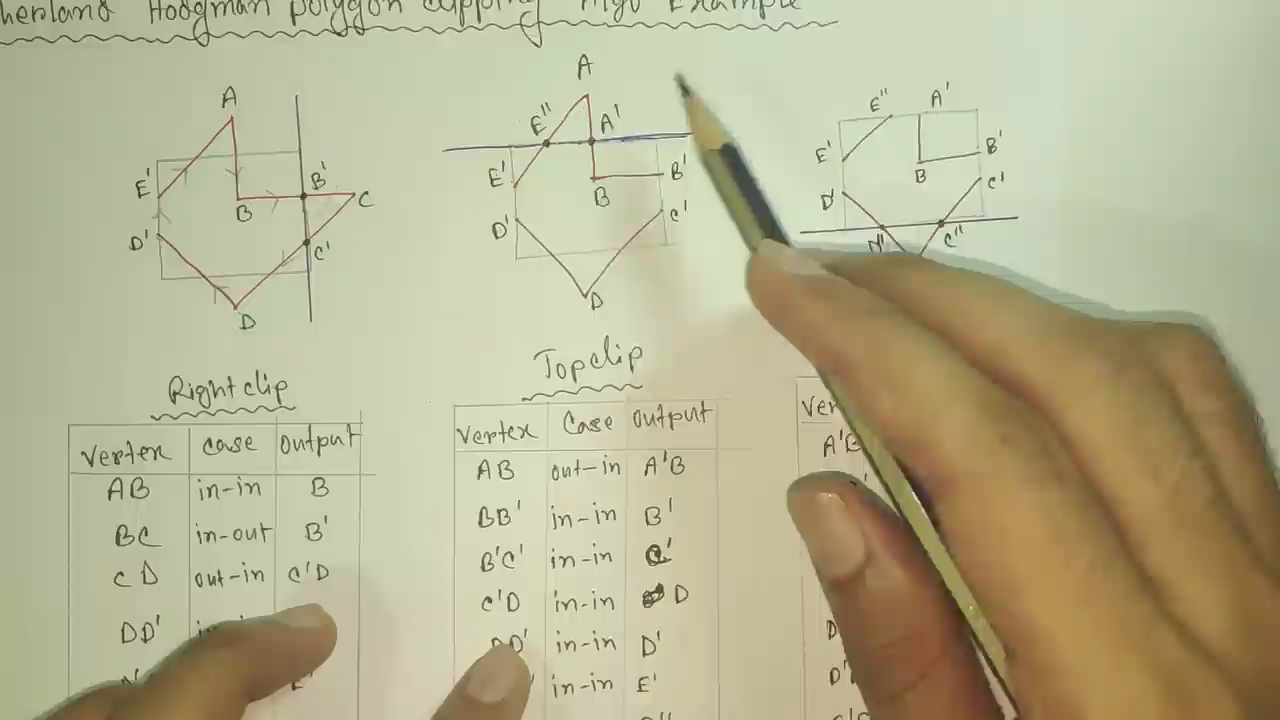 Hodgman polygon clipping Algo Example
A
E'
B'
B
C
D'
C'
D
A
E"
A'
E'
B'
B
D'
C'
D
E"
A'
B'
E'
B
C'
D'
C"
Right clip
Vertex Case Output
AB in-in B
BC in-out B'
CD out-in C'D
DD'
Top clip
Vertex Case Output
AB out-in A'B
BB' in-in B'
B'C' in-in C'
C'D in-in D
DD' in-in D'
in-in E'
A'B